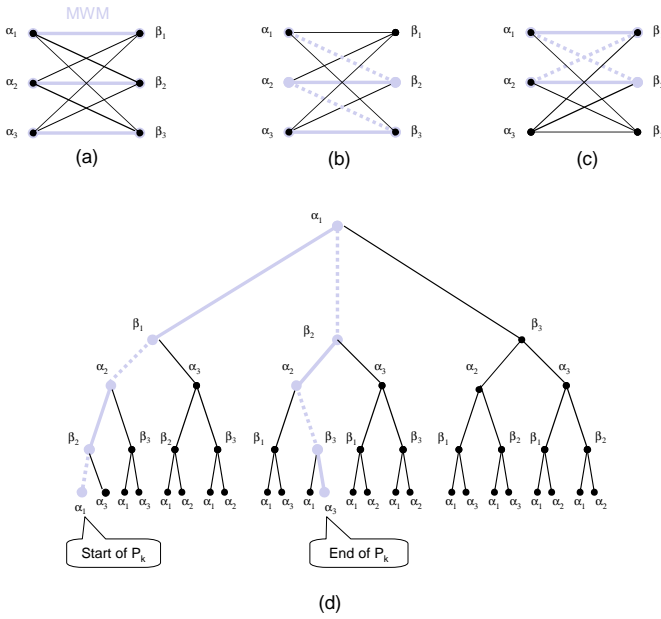 MWM
α₁ β₁ α₁ β₁ α₁ β
α₂ β₂ α₂ β₂ α₂ β
α₃ β₃ α₃ β₃ α₃ β
(a) (b) (c)
α₁
β₁ β₂ β₃
α₂ α₃ α₂ α₃ α₂ α₃
β₂ β₃ β₂ β₃ β₁ β₃ β₁ β₃ β₁ β₂ β₁ β₂
α₁ α₃ α₁ α₃ α₁ α₂ α₁ α₂ α₁ α₃ α₁ α₃ α₁ α₂ α₁ α₂ α₁ α₃ α₁ α₃ α₁ α₂ α₁ α₂
Start of Pₖ End of Pₖ
(d)